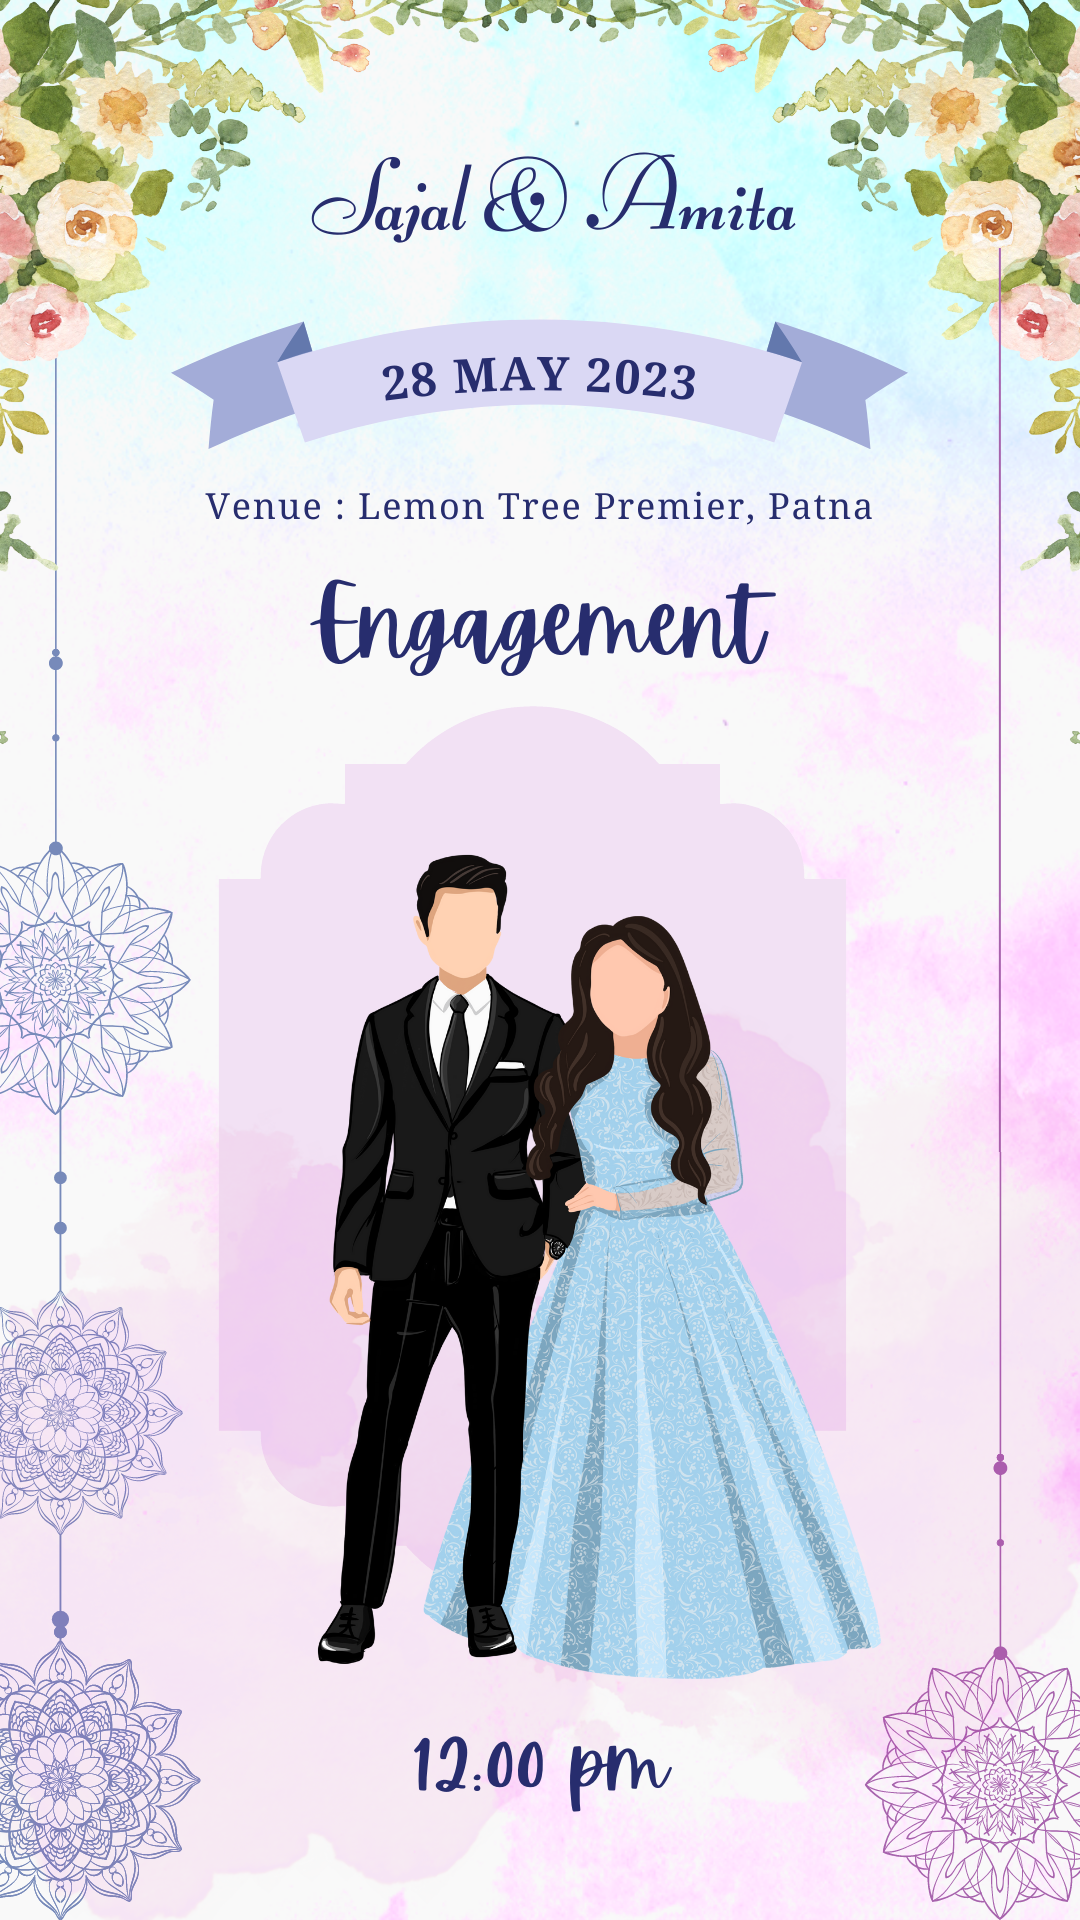 Sajal & Amita
28 MAY 2023
Venue : Lemon Tree Premier, Patna
Engagement
12:00 pm